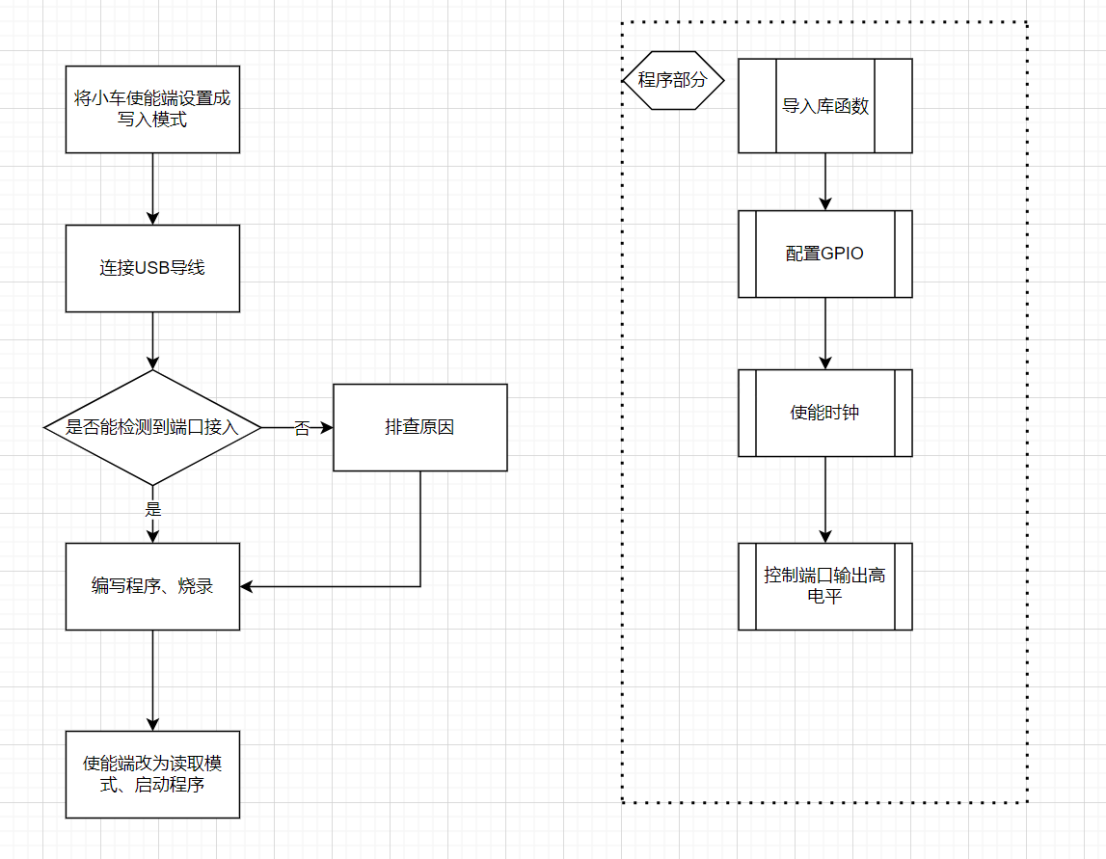 将小车使能端设置成
写入模式
连接USB导线
是否能检测到端口接入
否
排查原因
是
编写程序、烧录
使能端改为读取模
式、启动程序
程序部分
导入库函数
配置GPIO
使能时钟
控制端口输出高
电平